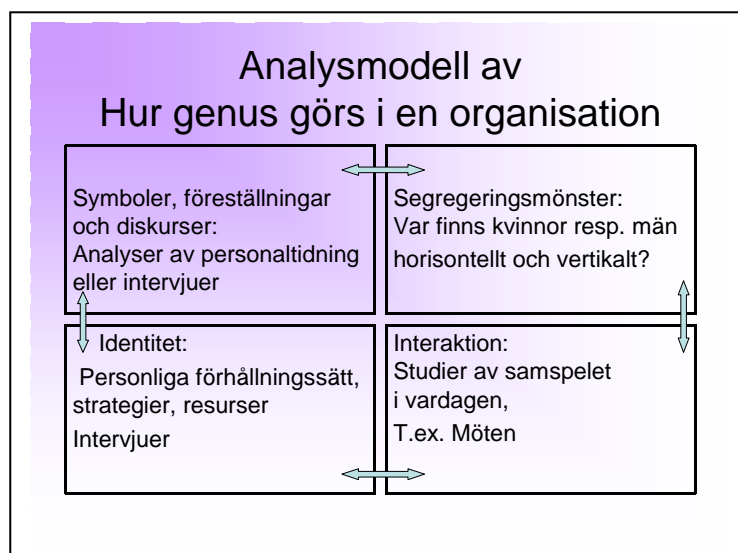 Analysmodell av
Hur genus görs i en organisation
Symboler, föreställningar
och diskurser:
Analyser av personaltidning
eller intervjuer
Segregeringsmönster:
Var finns kvinnor resp. män
horisontellt och vertikalt?
Identitet:
Personliga förhållningssätt,
strategier, resurser
Intervjuer
Interaktion:
Studier av samspelet
i vardagen,
T.ex. Möten